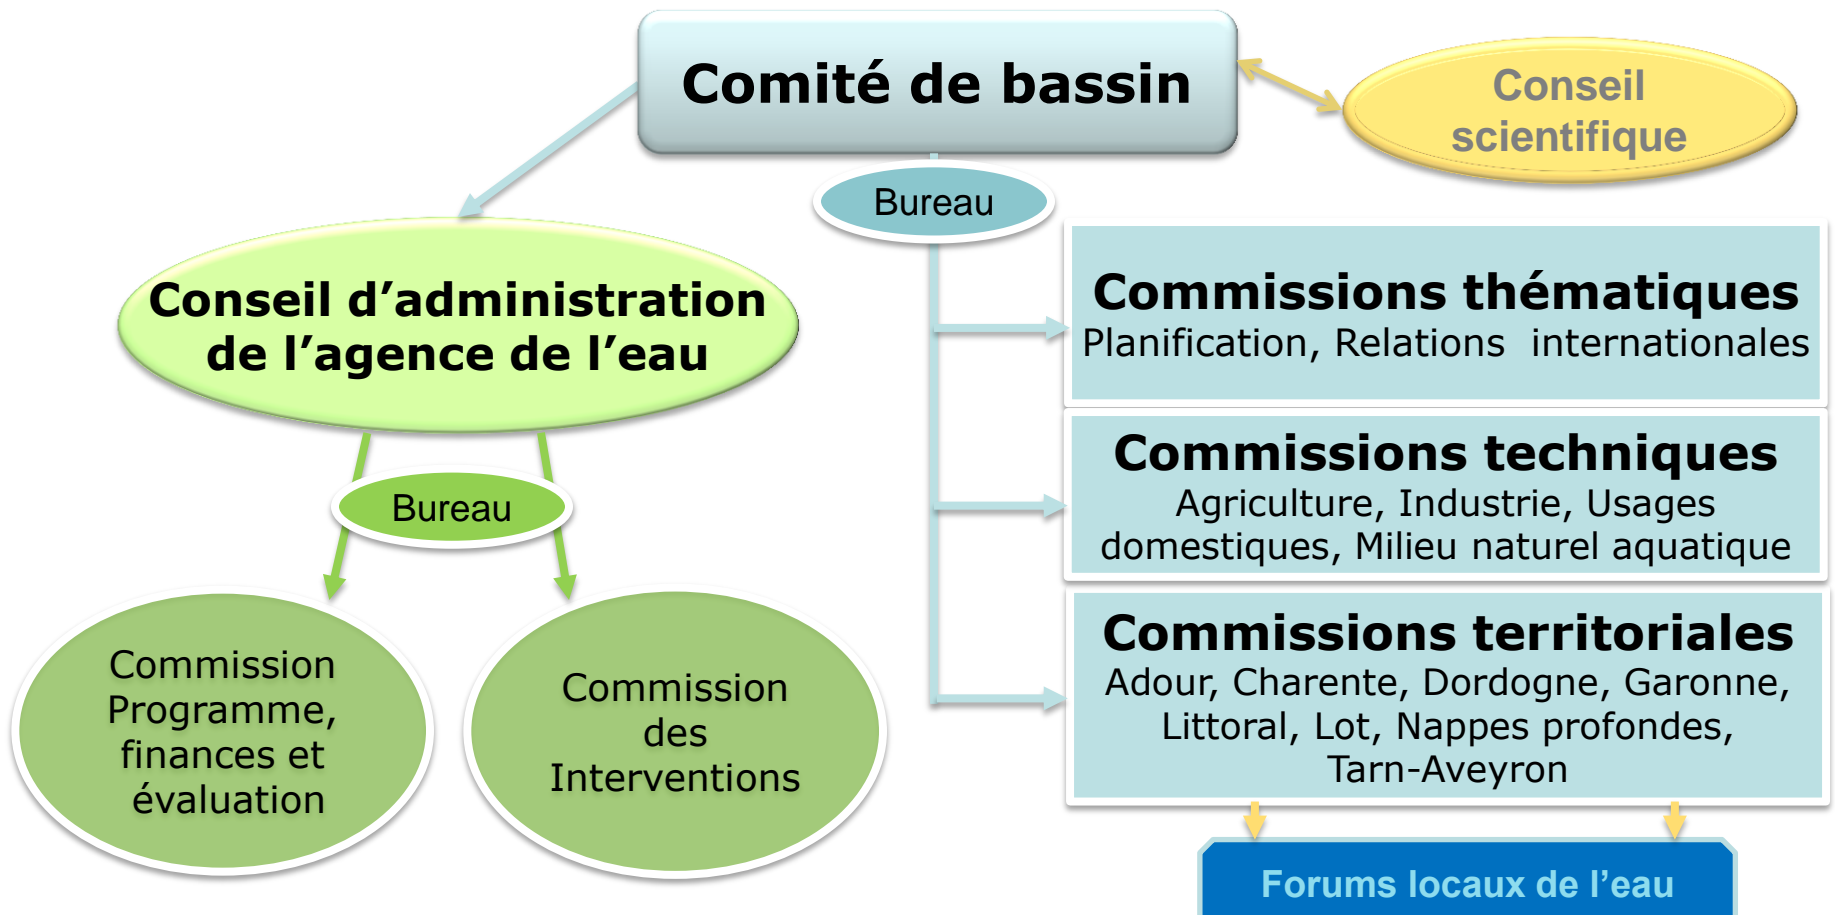 Comité de bassin
Conseil
scientifique
Bureau
Conseil d’administration
de l’agence de l’eau
Bureau
Commission
Programme,
finances et
évaluation
Commission
des
Interventions
Commissions thématiques
Planification, Relations internationales
Commissions techniques
Agriculture, Industrie, Usages
domestiques, Milieu naturel aquatique
Commissions territoriales
Adour, Charente, Dordogne, Garonne,
Littoral, Lot, Nappes profondes,
Tarn-Aveyron
Forums locaux de l’eau